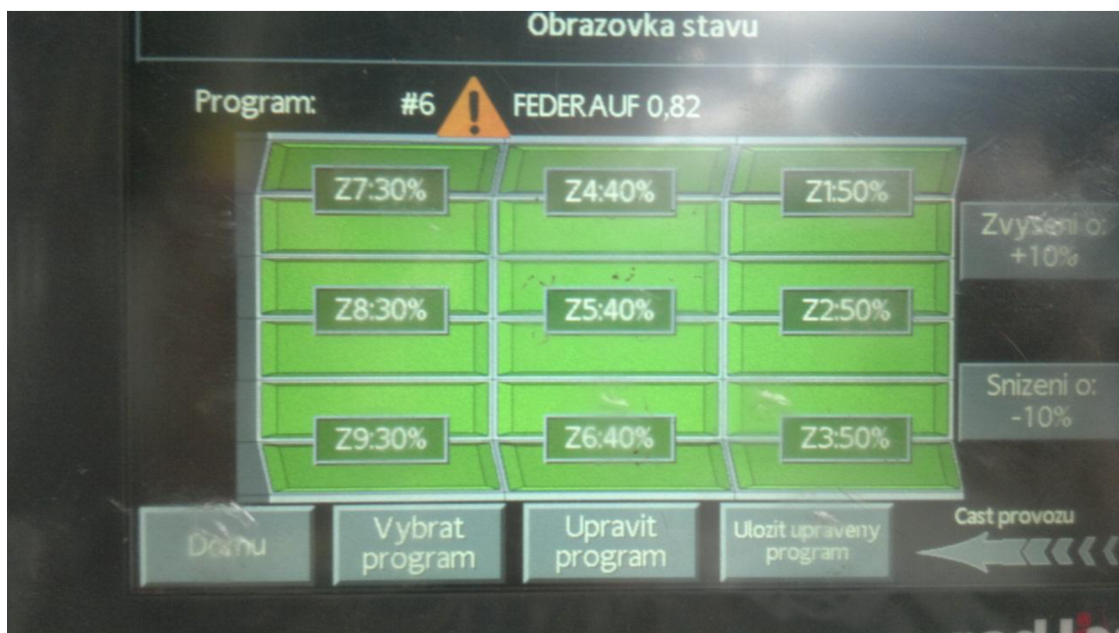 Obrazovka stavu
Program: #6 FEDERAUF 0,82
Z7:30% Z4:40% Z1:50%
Zvyseni o:
+10%
Z8:30% Z5:40% Z2:50%
Snizeni o:
-10%
Z9:30% Z6:40% Z3:50%
Domu
Vybrat
program
Upravit
program
Ulozit upraveny
program
Cast provozu